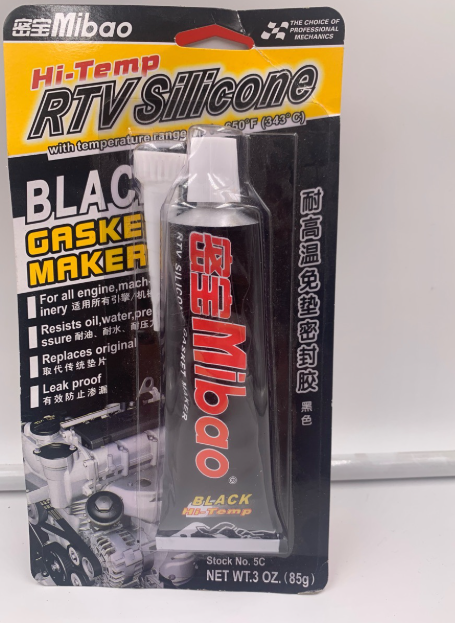 密宝Mibao
THE CHOICE OF
PROFESSIONAL
MECHANICS
Hi-Temp
RTV Silicone
with temperature range 650°F (343°C)
BLAC
GASKE
MAKER
For all engine,mach-
inery 适用所有引擎/机械
Resists oil,water,pre
ssure 耐油、耐水、耐压
Replaces original
取代传统垫片
Leak proof
有效防止渗漏
耐高温免垫密封胶
黑色
密宝Mibao
RTV SILICON GASKET MAKER
BLACK
Hi-Temp
Stock No. 5C
NET WT.3 OZ. (85g)